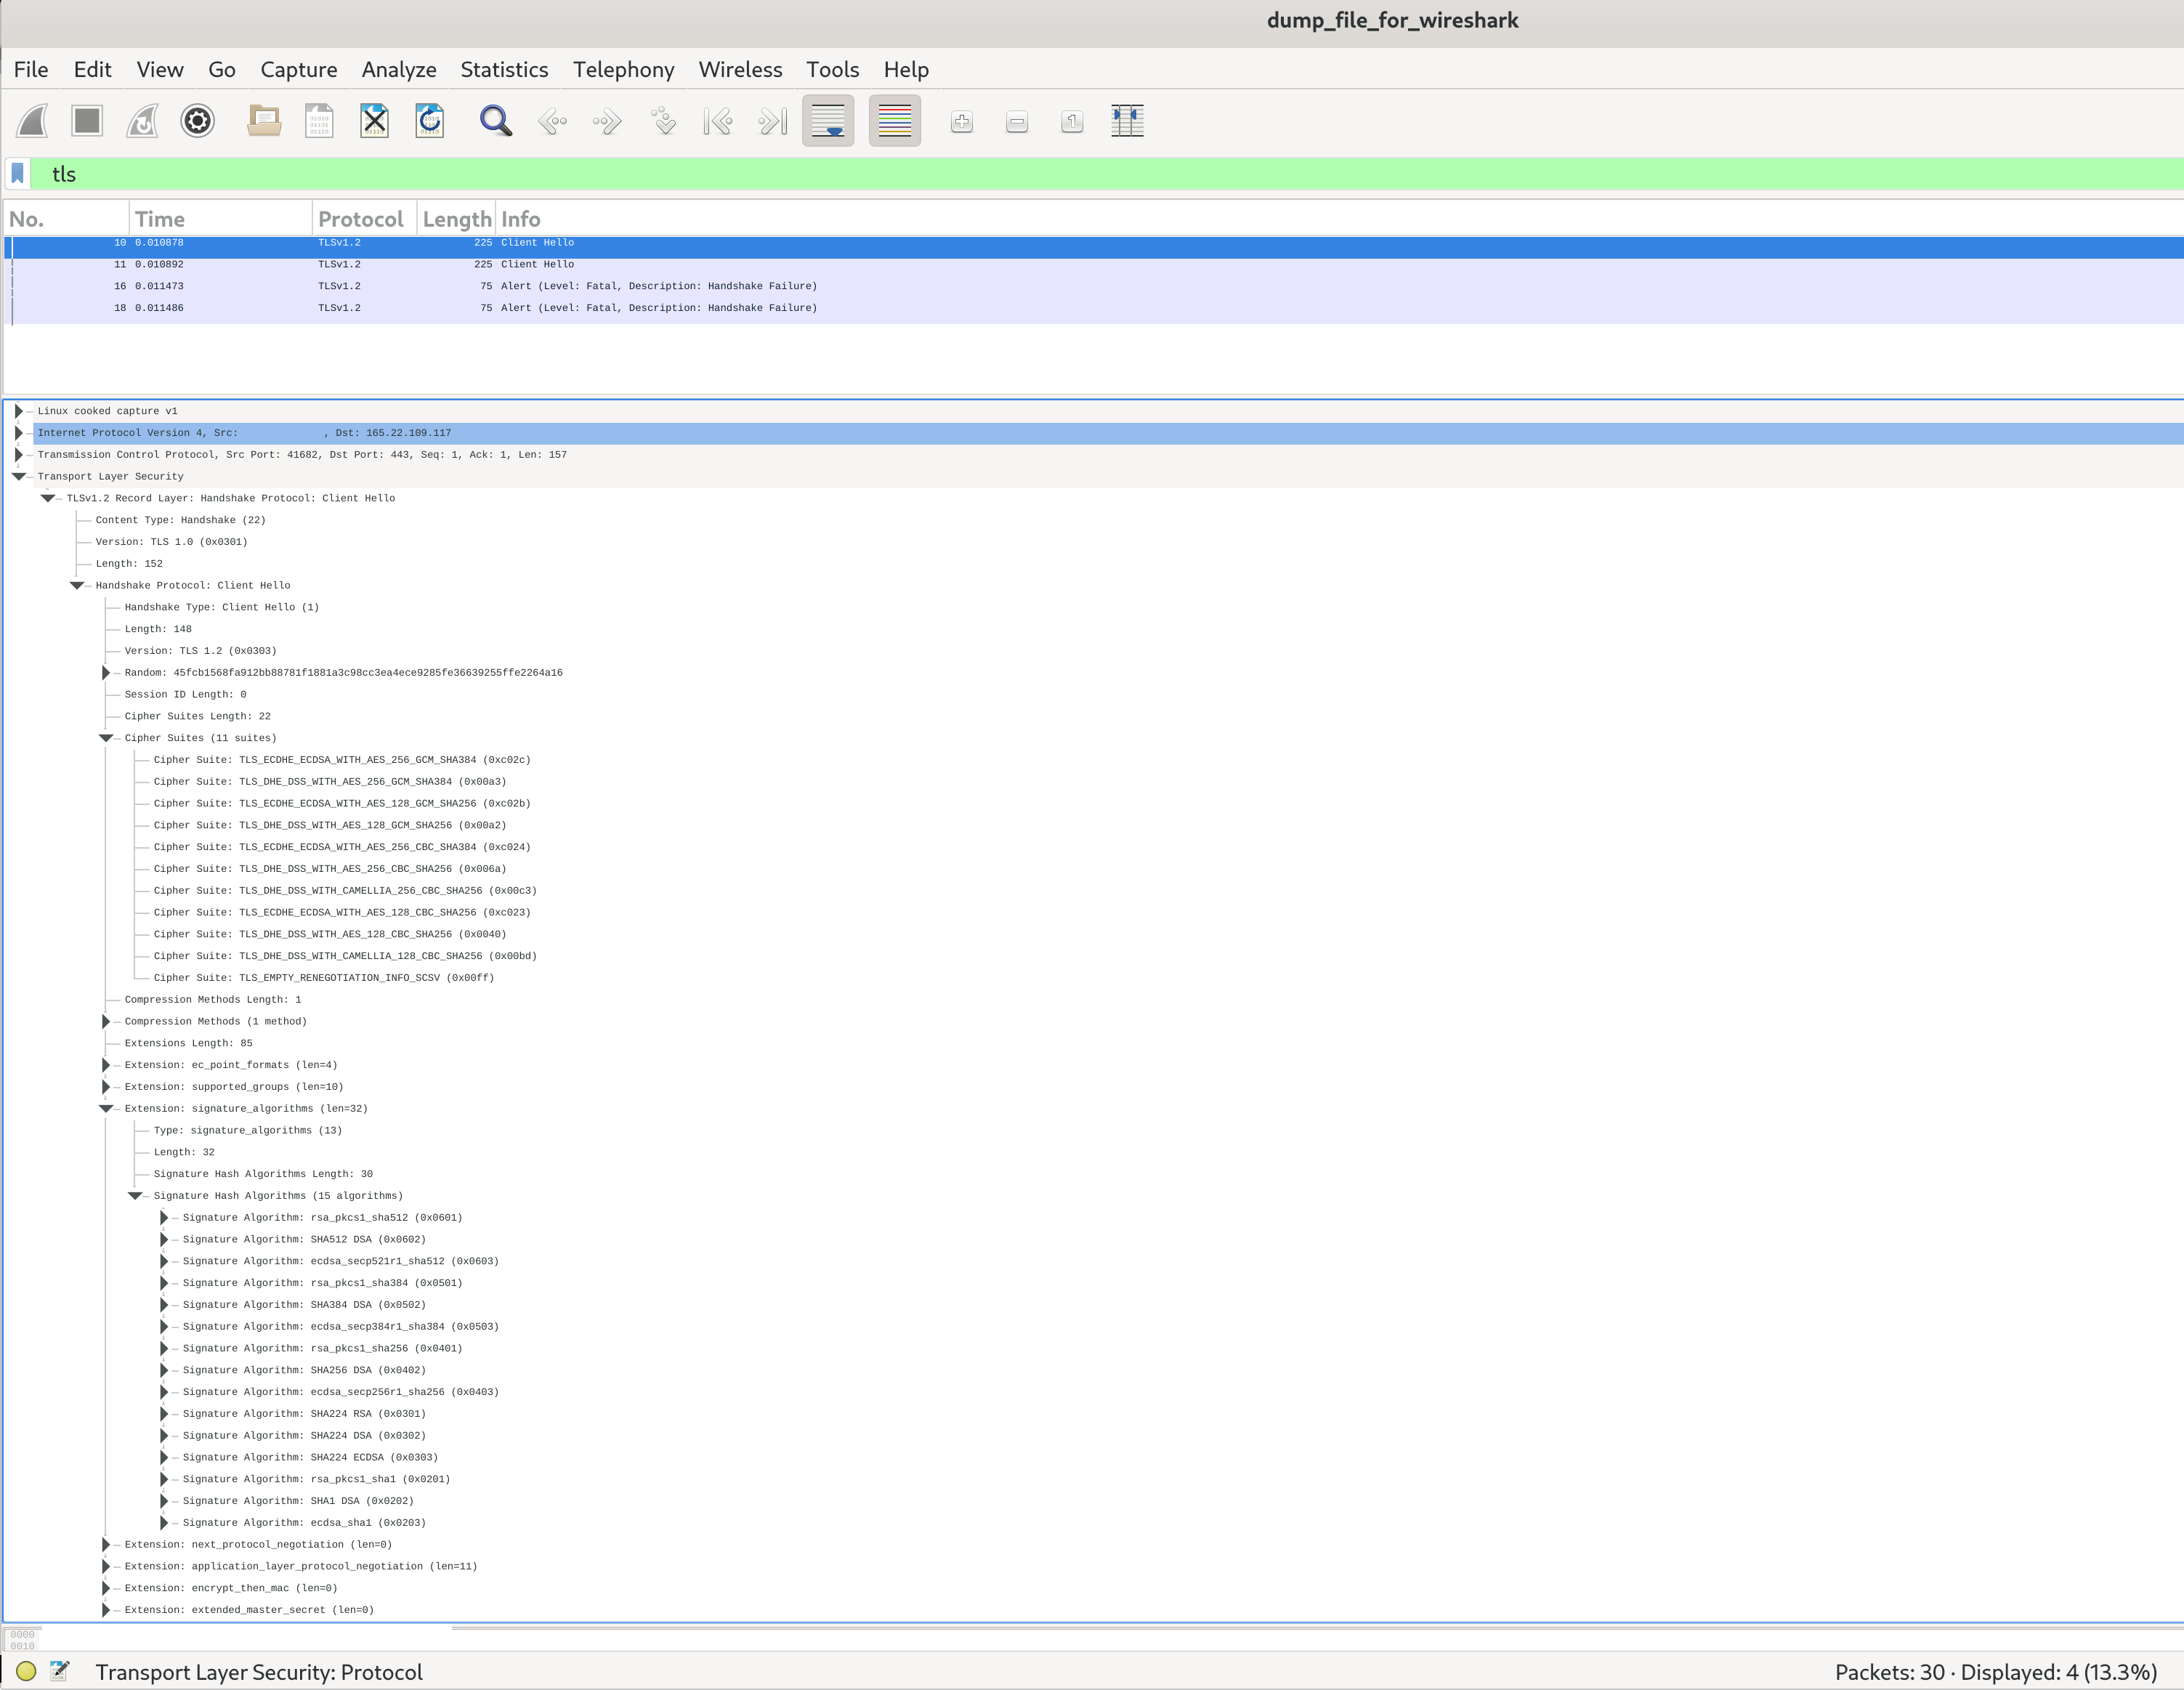 dump_file_for_wireshark
File Edit View Go Capture Analyze Statistics Telephony Wireless Tools Help
tls
No. Time Protocol Length Info
10 0.010878 TLSv1.2 225 Client Hello
11 0.010892 TLSv1.2 225 Client Hello
16 0.011473 TLSv1.2 75 Alert (Level: Fatal, Description: Handshake Failure)
18 0.011486 TLSv1.2 75 Alert (Level: Fatal, Description: Handshake Failure)
Linux cooked capture v1
Internet Protocol Version 4, Src: , Dst: 165.22.109.117
Transmission Control Protocol, Src Port: 41682, Dst Port: 443, Seq: 1, Ack: 1, Len: 157
Transport Layer Security
TLSv1.2 Record Layer: Handshake Protocol: Client Hello
Content Type: Handshake (22)
Version: TLS 1.0 (0x0301)
Length: 152
Handshake Protocol: Client Hello
Handshake Type: Client Hello (1)
Length: 148
Version: TLS 1.2 (0x0303)
Random: 45fcb1568fa912bb88781f1881a3c98cc3ea4ece9285fe36639255ffe2264a16
Session ID Length: 0
Cipher Suites Length: 22
Cipher Suites (11 suites)
Cipher Suite: TLS_ECDHE_ECDSA_WITH_AES_256_GCM_SHA384 (0xc02c)
Cipher Suite: TLS_DHE_DSS_WITH_AES_256_GCM_SHA384 (0x00a3)
Cipher Suite: TLS_ECDHE_ECDSA_WITH_AES_128_GCM_SHA256 (0xc02b)
Cipher Suite: TLS_DHE_DSS_WITH_AES_128_GCM_SHA256 (0x00a2)
Cipher Suite: TLS_ECDHE_ECDSA_WITH_AES_256_CBC_SHA384 (0xc024)
Cipher Suite: TLS_DHE_DSS_WITH_AES_256_CBC_SHA256 (0x006a)
Cipher Suite: TLS_DHE_DSS_WITH_CAMELLIA_256_CBC_SHA256 (0x00c3)
Cipher Suite: TLS_ECDHE_ECDSA_WITH_AES_128_CBC_SHA256 (0xc023)
Cipher Suite: TLS_DHE_DSS_WITH_AES_128_CBC_SHA256 (0x0040)
Cipher Suite: TLS_DHE_DSS_WITH_CAMELLIA_128_CBC_SHA256 (0x00bd)
Cipher Suite: TLS_EMPTY_RENEGOTIATION_INFO_SCSV (0x00ff)
Compression Methods Length: 1
Compression Methods (1 method)
Extensions Length: 85
Extension: ec_point_formats (len=4)
Extension: supported_groups (len=10)
Extension: signature_algorithms (len=32)
Type: signature_algorithms (13)
Length: 32
Signature Hash Algorithms Length: 30
Signature Hash Algorithms (15 algorithms)
Signature Algorithm: rsa_pkcs1_sha512 (0x0601)
Signature Algorithm: SHA512 DSA (0x0602)
Signature Algorithm: ecdsa_secp521r1_sha512 (0x0603)
Signature Algorithm: rsa_pkcs1_sha384 (0x0501)
Signature Algorithm: SHA384 DSA (0x0502)
Signature Algorithm: ecdsa_secp384r1_sha384 (0x0503)
Signature Algorithm: rsa_pkcs1_sha256 (0x0401)
Signature Algorithm: SHA256 DSA (0x0402)
Signature Algorithm: ecdsa_secp256r1_sha256 (0x0403)
Signature Algorithm: SHA224 RSA (0x0301)
Signature Algorithm: SHA224 DSA (0x0302)
Signature Algorithm: SHA224 ECDSA (0x0303)
Signature Algorithm: rsa_pkcs1_sha1 (0x0201)
Signature Algorithm: SHA1 DSA (0x0202)
Signature Algorithm: ecdsa_sha1 (0x0203)
Extension: next_protocol_negotiation (len=0)
Extension: application_layer_protocol_negotiation (len=11)
Extension: encrypt_then_mac (len=0)
Extension: extended_master_secret (len=0)
0000
0010
Transport Layer Security: Protocol Packets: 30 · Displayed: 4 (13.3%)